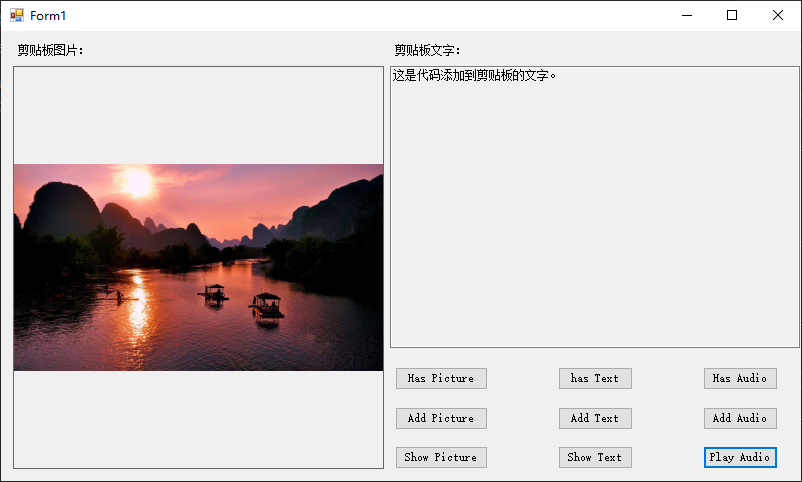 Form1
剪贴板图片：
剪贴板文字：
这是代码添加到剪贴板的文字。
Has Picture
has Text
Has Audio
Add Picture
Add Text
Add Audio
Show Picture
Show Text
Play Audio